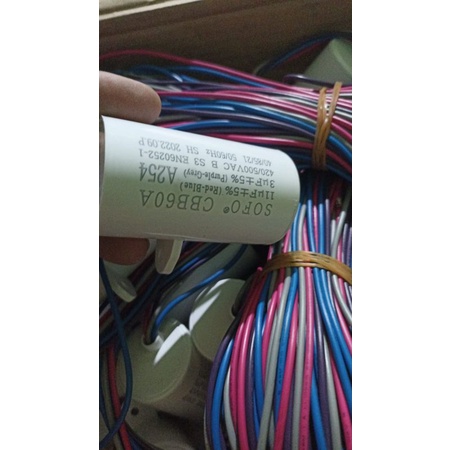 SOFO® CBB60A
11μF±5% (Red-Blue)
3μF±5% (Purple-Grey) A254
420/500VAC B S3 EN60252-1
40/85/21 50/60Hz SH 2022.09.P